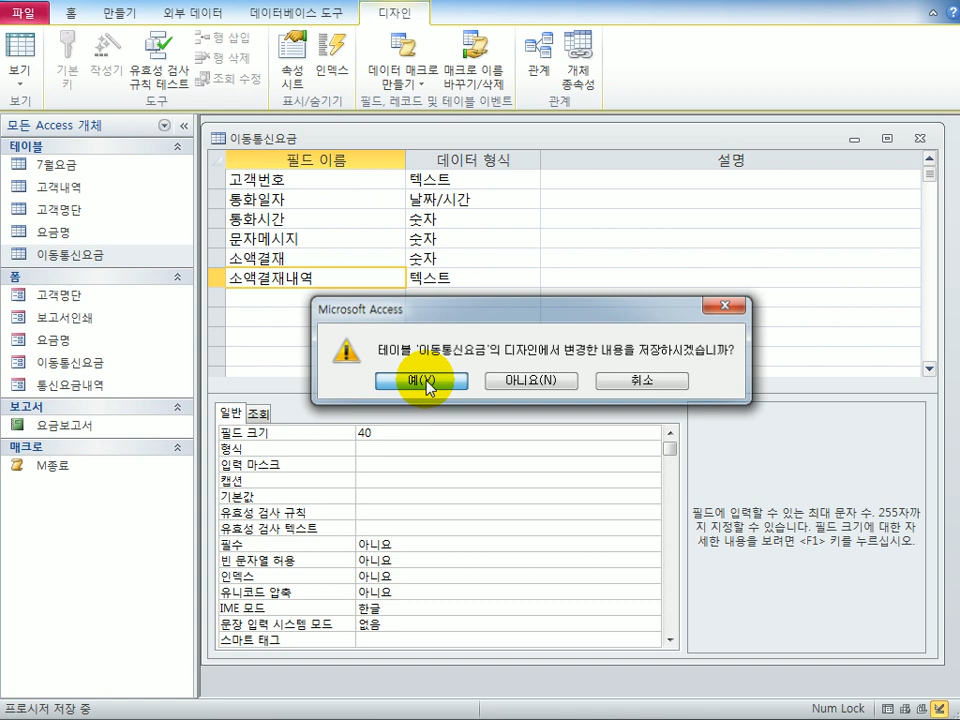 파일 홈 만들기 외부 데이터 데이터베이스 도구 디자인
보기
기본 키
작성기
유효성 검사 규칙 테스트
행 삽입
행 삭제
조회 수정
속성 시트
인덱스
데이터 매크로 만들기
매크로 이름 바꾸기/삭제
관계
개체 종속성
보기 도구 표시/숨기기 필드, 레코드 및 테이블 이벤트 관계
모든 Access 개체
테이블
7월요금
고객내역
고객명단
요금명
이동통신요금
폼
고객명단
보고서인쇄
요금명
이동통신요금
통신요금내역
보고서
요금보고서
매크로
M종료
이동통신요금
필드 이름 데이터 형식 설명
고객번호 텍스트
통화일자 날짜/시간
통화시간 숫자
문자메시지 숫자
소액결재 숫자
소액결재내역 텍스트
Microsoft Access
테이블 '이동통신요금'의 디자인에서 변경한 내용을 저장하시겠습니까?
예(Y) 아니요(N) 취소
일반 조회
필드 크기 40
형식
입력 마스크
캡션
기본값
유효성 검사 규칙
유효성 검사 텍스트
필수 아니요
빈 문자열 허용 아니요
인덱스 아니요
유니코드 압축 아니요
IME 모드 한글
문장 입력 시스템 모드 없음
스마트 태그
필드에 입력할 수 있는 최대 문자 수. 255자까
지 지정할 수 있습니다. 필드 크기에 대한 자
세한 내용을 보려면 <F1> 키를 누르십시오.
프로시저 저장 중
Num Lock